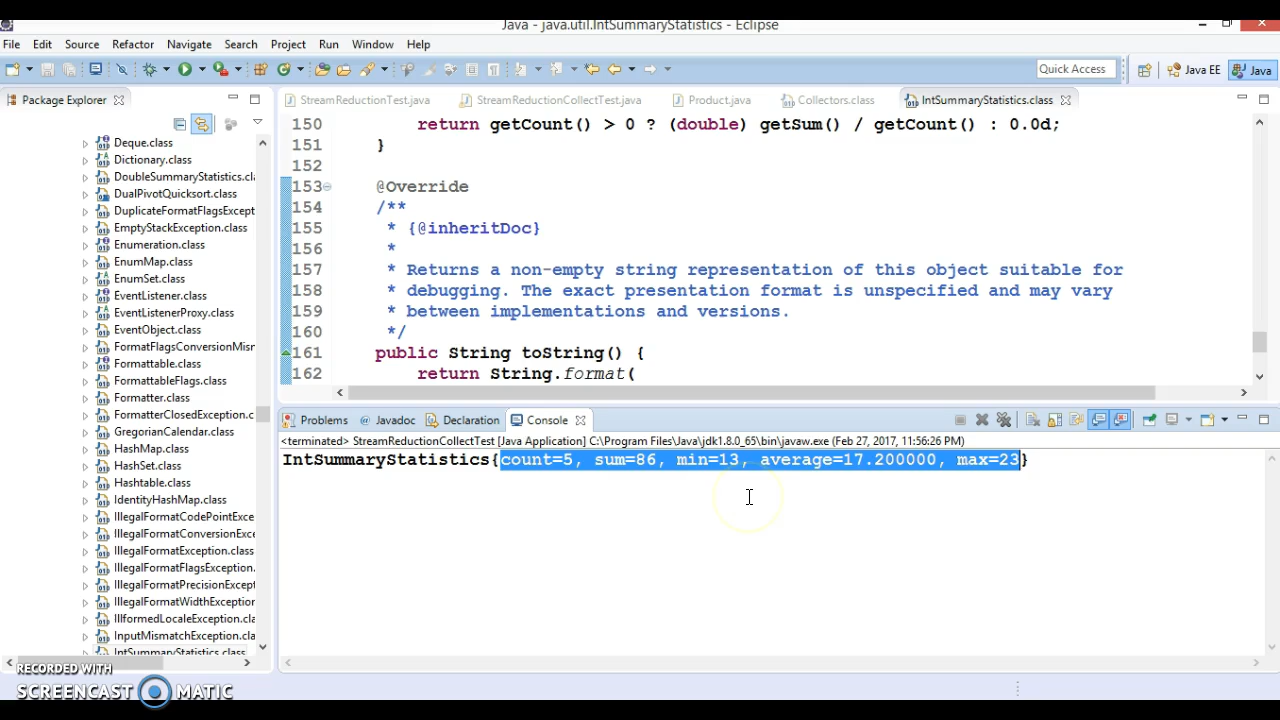 Java - java.util.IntSummaryStatistics - Eclipse
File Edit Source Refactor Navigate Search Project Run Window Help
Quick Access
Java EE
Java
Package Explorer
Deque.class
Dictionary.class
DoubleSummaryStatistics.cl
DualPivotQuicksort.class
DuplicateFormatFlagsExcept
EmptyStackException.class
Enumeration.class
EnumMap.class
EnumSet.class
EventListener.class
EventListenerProxy.class
EventObject.class
FormatFlagsConversionMisr
Formattable.class
FormattableFlags.class
Formatter.class
FormatterClosedException.c
GregorianCalendar.class
HashMap.class
HashSet.class
Hashtable.class
IdentityHashMap.class
IllegalFormatCodePointExce
IllegalFormatConversionExce
IllegalFormatException.class
IllegalFormatFlagsException.
IllegalFormatPrecisionExcept
IllegalFormatWidthException
IllformedLocaleException.class
InputMismatchException.cla
IntSummaryStatistics.class
StreamReductionTest.java
StreamReductionCollectTest.java
Product.java
Collectors.class
IntSummaryStatistics.class
150 return getCount() > 0 ? (double) getSum() / getCount() : 0.0d;
151 }
152
153 @Override
154 /**
155 * {@inheritDoc}
156 *
157 * Returns a non-empty string representation of this object suitable for
158 * debugging. The exact presentation format is unspecified and may vary
159 * between implementations and versions.
160 */
161 public String toString() {
162 return String.format(
Problems
Javadoc
Declaration
Console
<terminated> StreamReductionCollectTest [Java Application] C:\Program Files\Java\jdk1.8.0_65\bin\javaw.exe (Feb 27, 2017, 11:56:26 PM)
IntSummaryStatistics{count=5, sum=86, min=13, average=17.200000, max=23}
RECORDED WITH
SCREENCAST MATIC